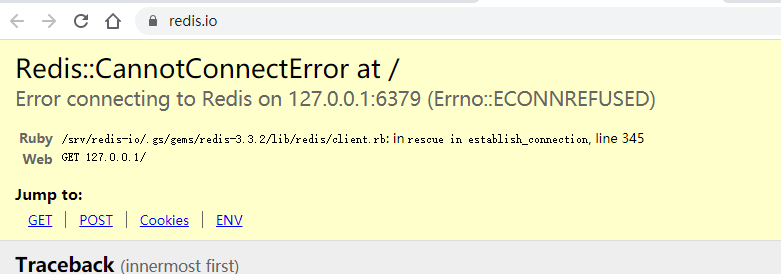 redis.io
Redis::CannotConnectError at /
Error connecting to Redis on 127.0.0.1:6379 (Errno::ECONNREFUSED)
Ruby /srv/redis-io/.gs/gems/redis-3.3.2/lib/redis/client.rb: in rescue in establish_connection, line 345
Web GET 127.0.0.1/
Jump to:
GET | POST | Cookies | ENV
Traceback (innermost first)